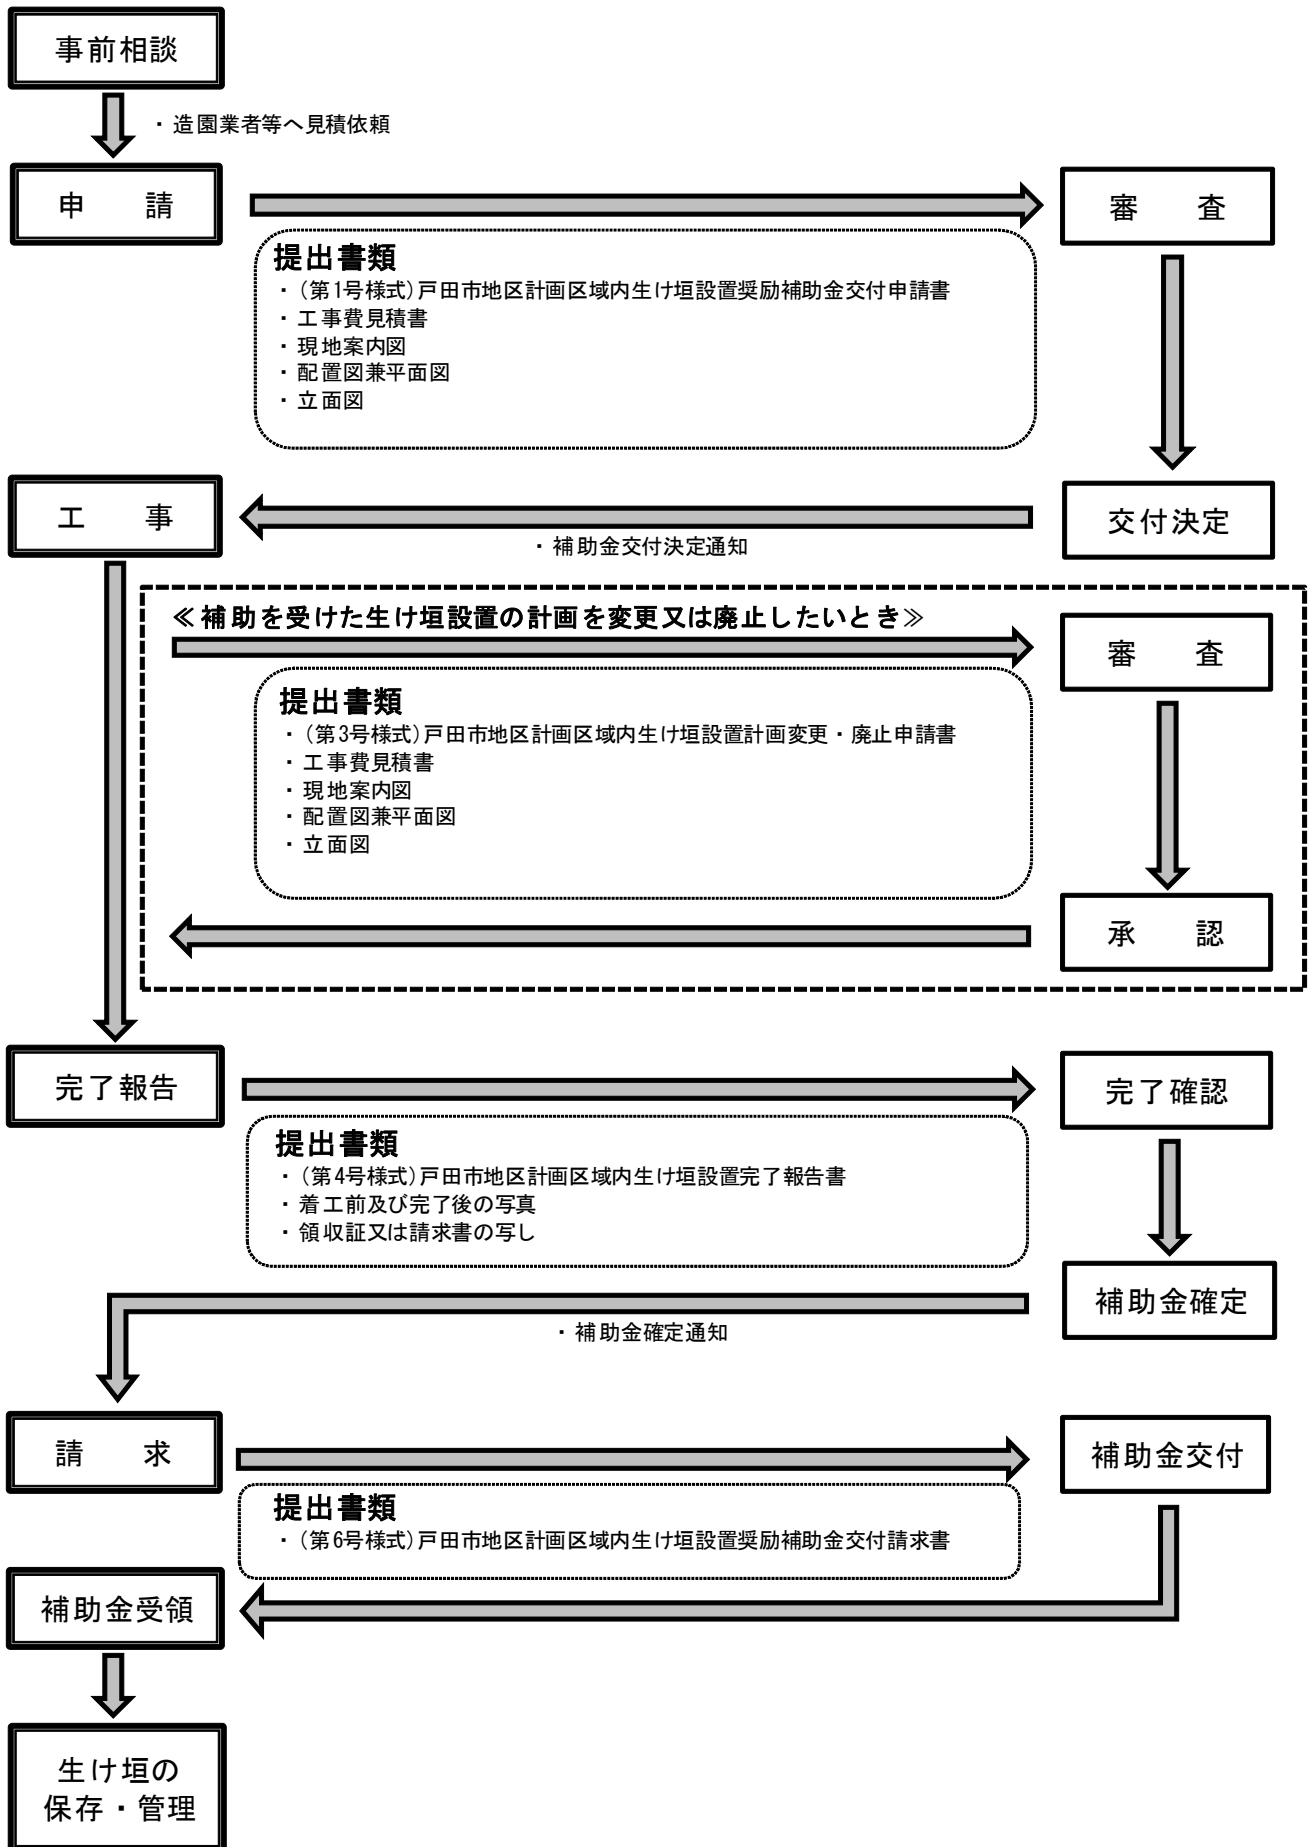 事前相談
・造園業者等へ見積依頼
申　請
審　査
提出書類
・（第1号様式）戸田市地区計画区域内生け垣設置奨励補助金交付申請書
・工事費見積書
・現地案内図
・配置図兼平面図
・立面図
工　事
交付決定
・補助金交付決定通知
≪補助を受けた生け垣設置の計画を変更又は廃止したいとき≫
審　査
提出書類
・（第3号様式）戸田市地区計画区域内生け垣設置計画変更・廃止申請書
・工事費見積書
・現地案内図
・配置図兼平面図
・立面図
承　認
完了報告
完了確認
提出書類
・（第4号様式）戸田市地区計画区域内生け垣設置完了報告書
・着工前及び完了後の写真
・領収証又は請求書の写し
補助金確定
・補助金確定通知
請　求
補助金交付
提出書類
・（第6号様式）戸田市地区計画区域内生け垣設置奨励補助金交付請求書
補助金受領
生け垣の
保存・管理